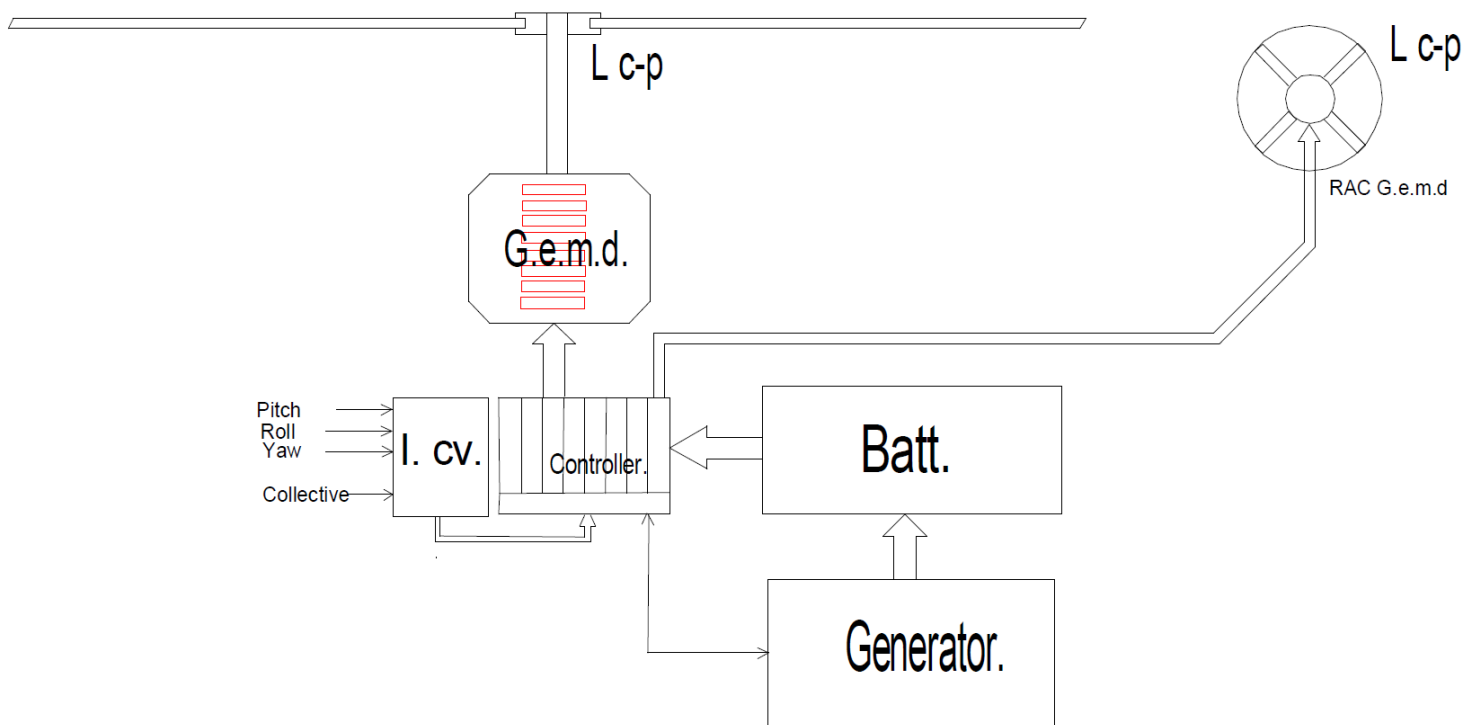 L c-p
L c-p
RAC G.e.m.d
G.e.m.d.
Pitch
Roll
Yaw
Collective
I. cv.
Controller.
Batt.
Generator.